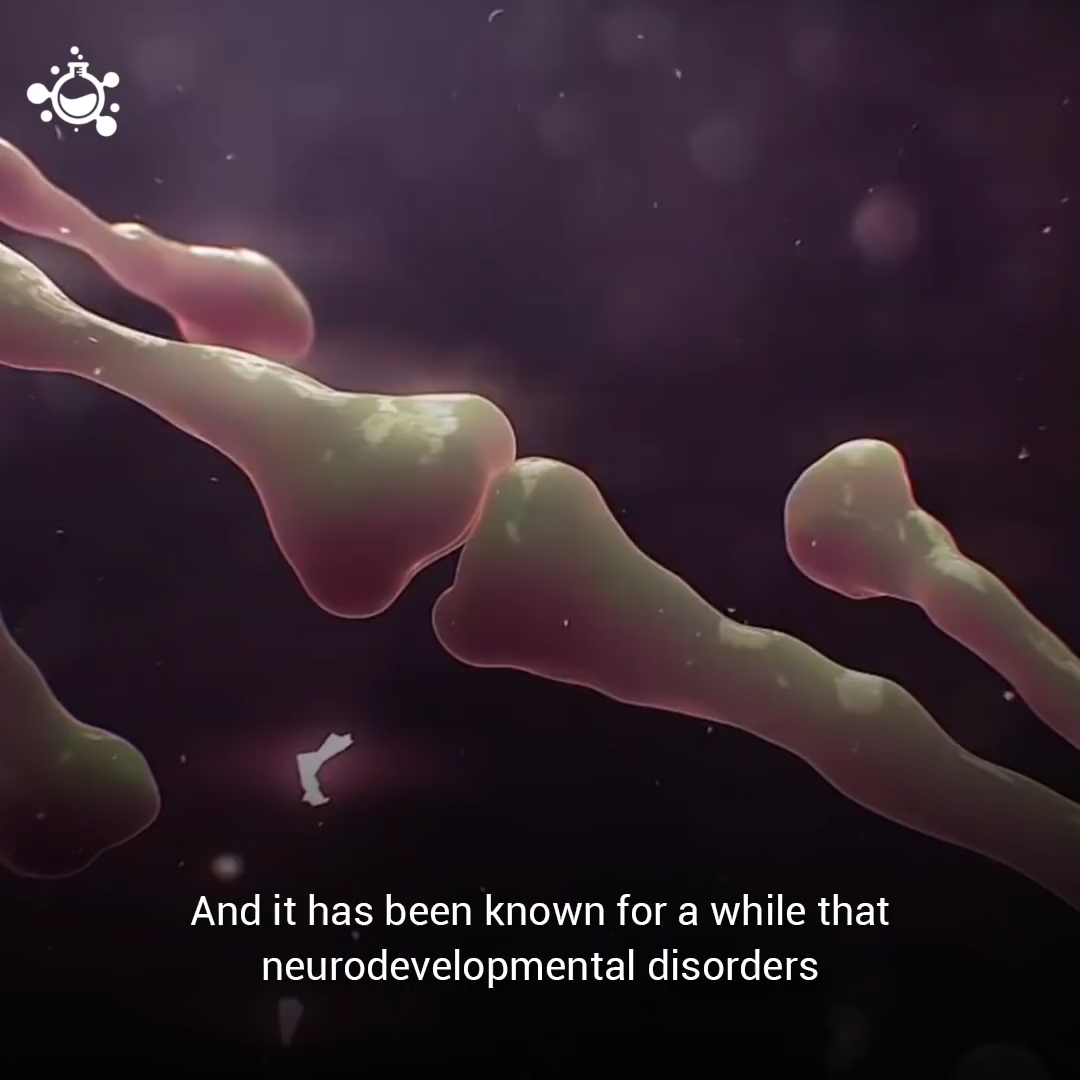 And it has been known for a while that
neurodevelopmental disorders